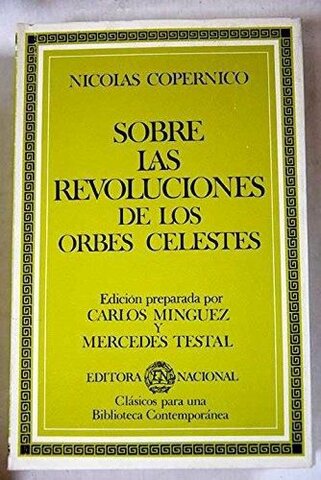 NICOLAS COPERNICO
SOBRE
LAS
REVOLUCIONES
DE LOS
ORBES CELESTES
Edición preparada por
CARLOS MINGUEZ
Y
MERCEDES TESTAL
EDITORA EN NACIONAL
Clásicos para una
Biblioteca Contemporánea